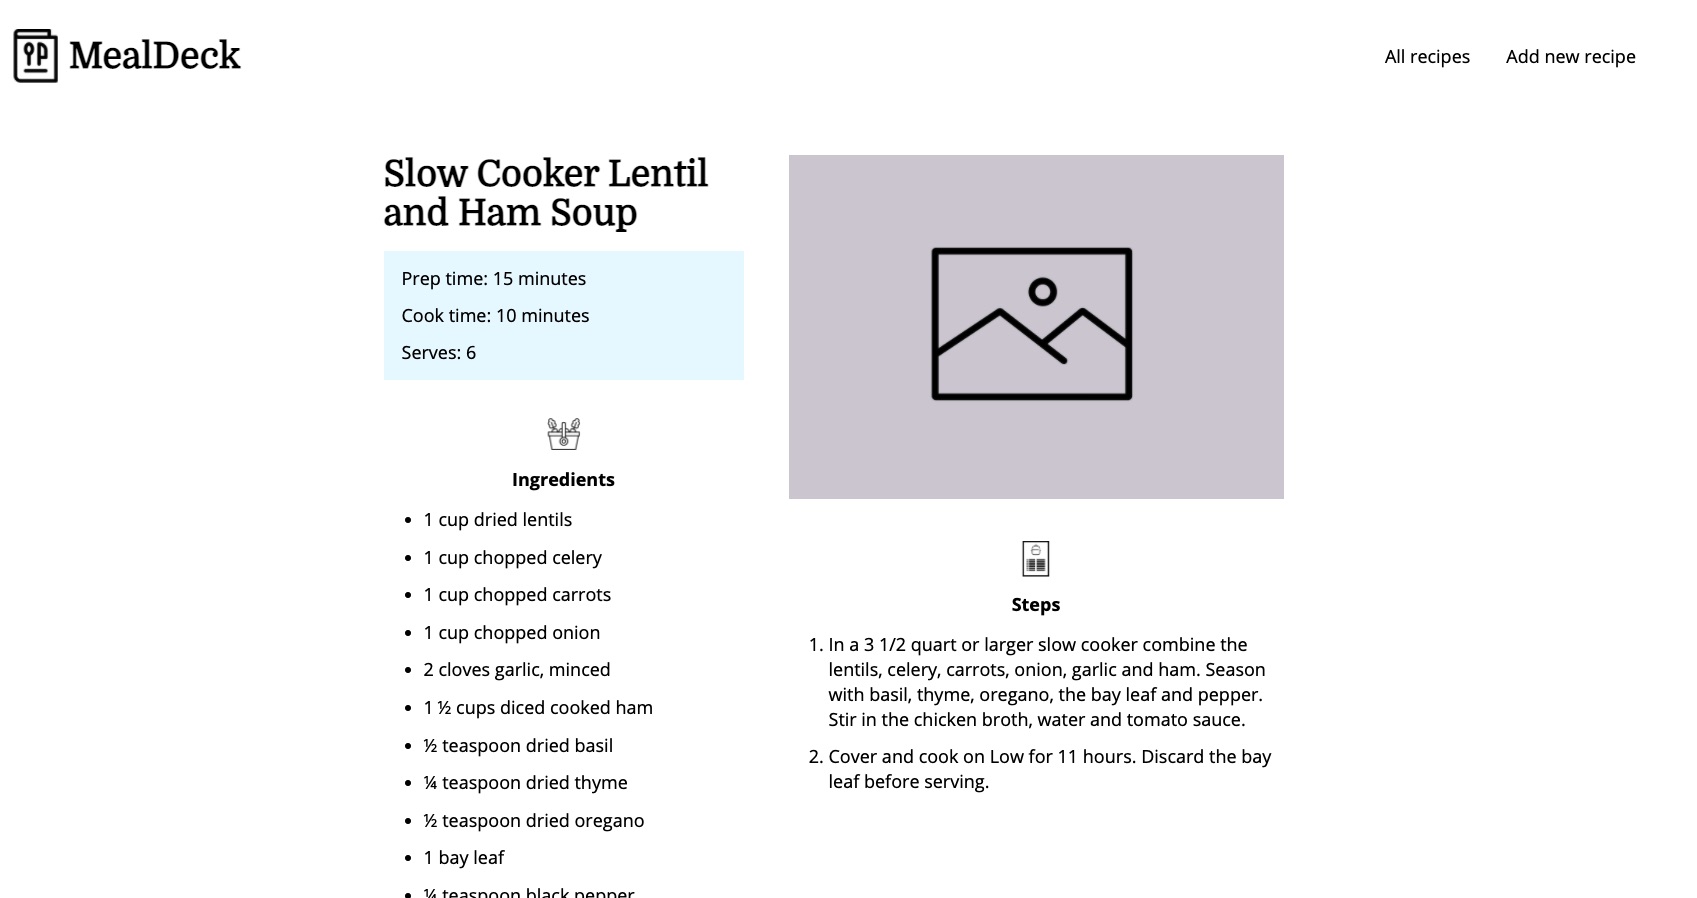 MealDeck
All recipes
Add new recipe
Slow Cooker Lentil
and Ham Soup
Prep time: 15 minutes
Cook time: 10 minutes
Serves: 6
Ingredients
1 cup dried lentils
1 cup chopped celery
1 cup chopped carrots
1 cup chopped onion
2 cloves garlic, minced
1 ½ cups diced cooked ham
½ teaspoon dried basil
¼ teaspoon dried thyme
½ teaspoon dried oregano
1 bay leaf
¼ teaspoon black pepper
Steps
1. In a 3 1/2 quart or larger slow cooker combine the
lentils, celery, carrots, onion, garlic and ham. Season
with basil, thyme, oregano, the bay leaf and pepper.
Stir in the chicken broth, water and tomato sauce.
2. Cover and cook on Low for 11 hours. Discard the bay
leaf before serving.